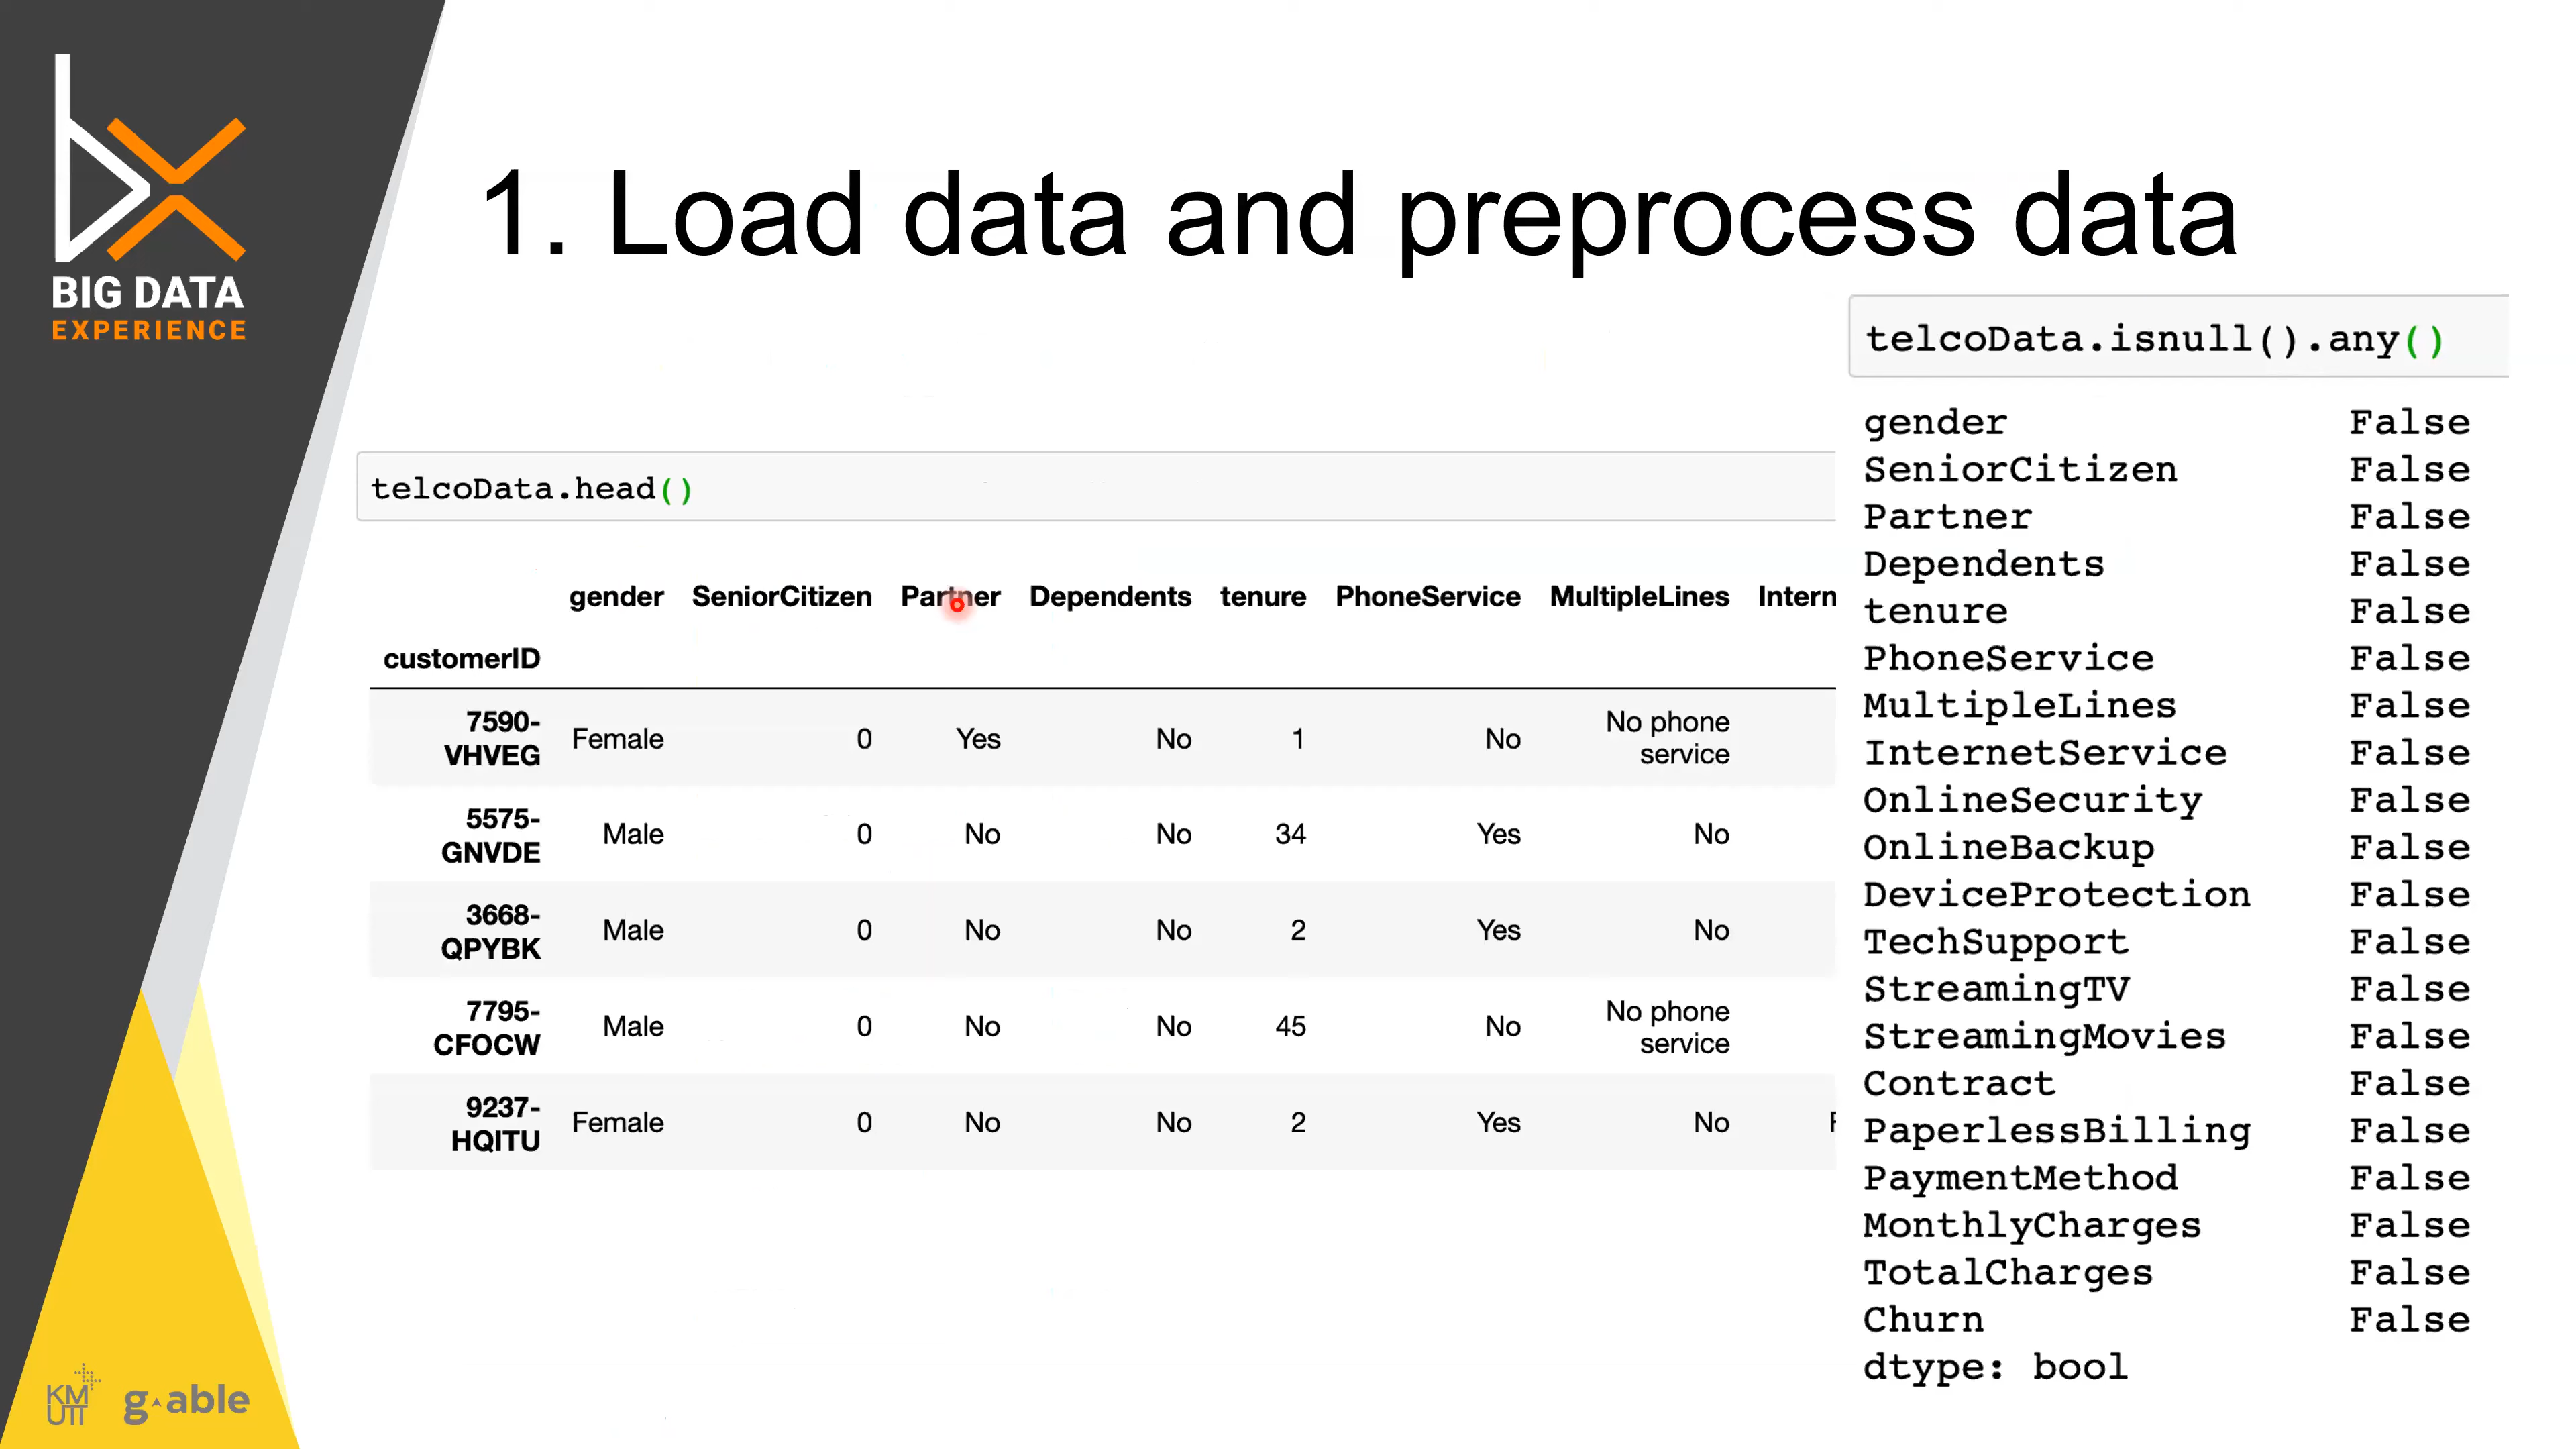 BIG DATA
EXPERIENCE
1. Load data and preprocess data
telcoData.head()
gender SeniorCitizen Partner Dependents tenure PhoneService MultipleLines Intern
customerID
7590-
VHVEG Female 0 Yes No 1 No No phone
service
5575-
GNVDE Male 0 No No 34 Yes No
3668-
QPYBK Male 0 No No 2 Yes No
7795-
CFOCW Male 0 No No 45 No No phone
service
9237-
HQITU Female 0 No No 2 Yes No F
telcoData.isnull().any()
gender False
SeniorCitizen False
Partner False
Dependents False
tenure False
PhoneService False
MultipleLines False
InternetService False
OnlineSecurity False
OnlineBackup False
DeviceProtection False
TechSupport False
StreamingTV False
StreamingMovies False
Contract False
PaperlessBilling False
PaymentMethod False
MonthlyCharges False
TotalCharges False
Churn False
dtype: bool
KM
UTT
g-able